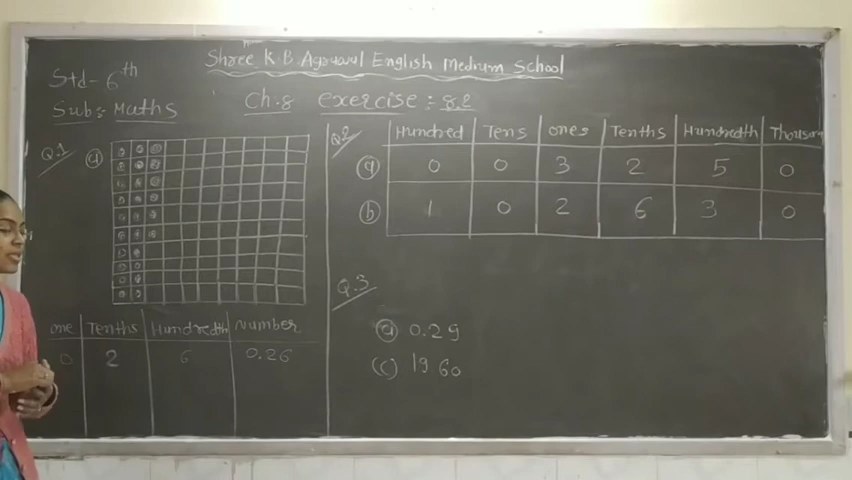 Shree K B Agrawal English Medium School
Std- 6th
Sub:- Maths
Ch.8 exercise :- 8.2
Q.1
a
one Tenths Hundredth Number
0 2 6 0.26
Q.2
Hundred Tens ones Tenths Hundredth Thousan
a 0 0 3 2 5 0
b 1 0 2 6 3 0
Q.3
a 0.29
(c) 19 60